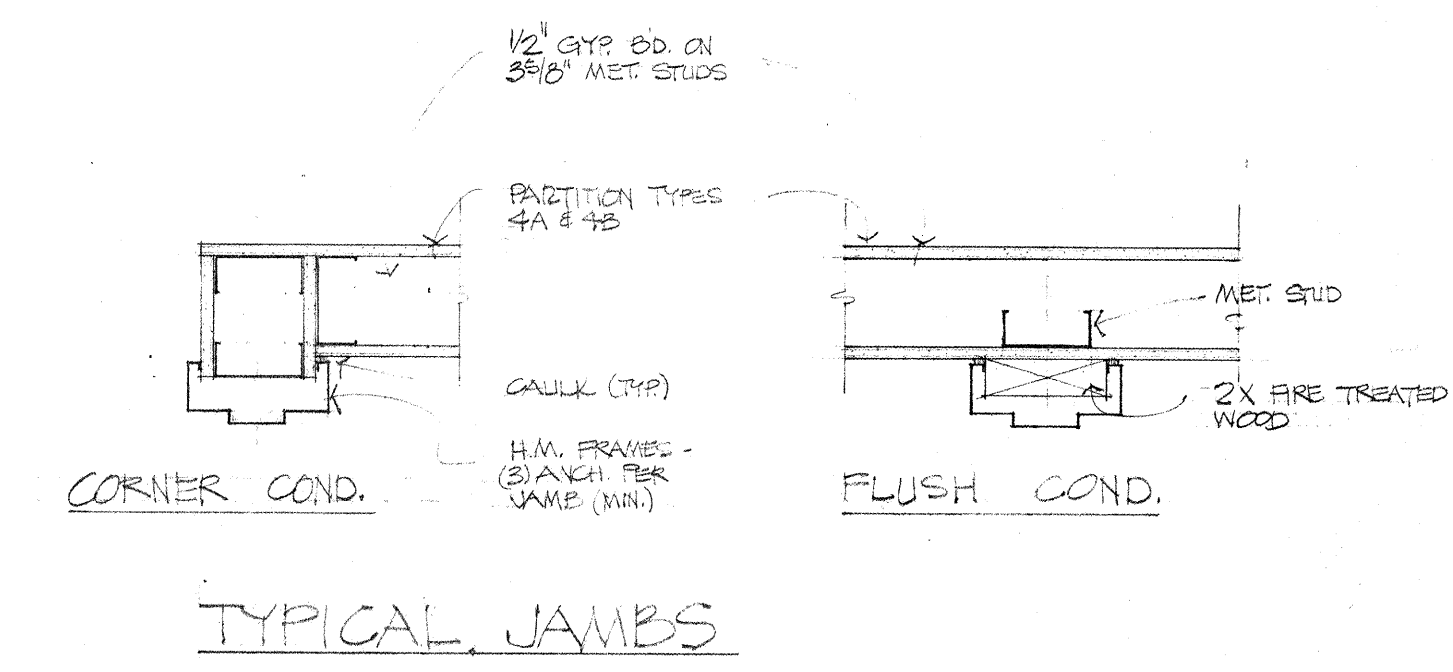 1/2" GYP. B'D. ON
3 5/8" MET. STUDS
PARTITION TYPES
4A & 4B
MET. STUD
CAULK (TYP.)
2X FIRE TREATED
WOOD
H.M. FRAMES -
(3) ANCH. PER
JAMB (MIN.)
CORNER COND.
FLUSH COND.
TYPICAL JAMBS